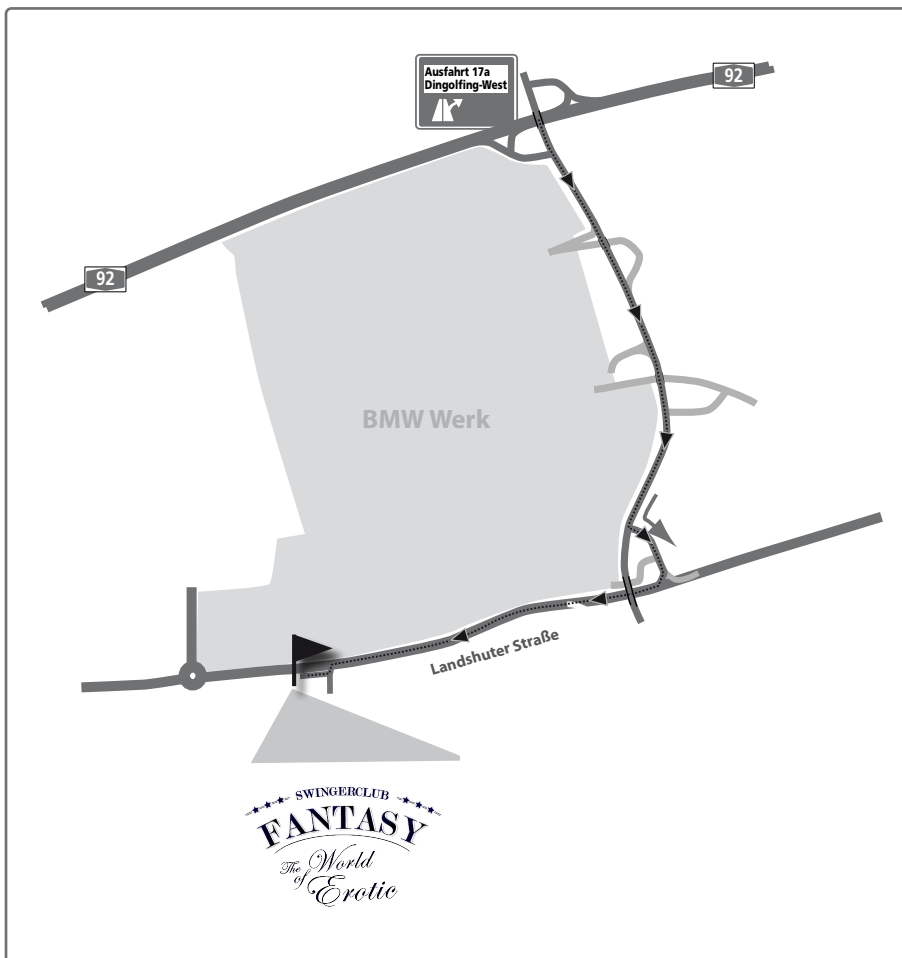 Ausfahrt 17a
Dingolfing-West
92
92
BMW Werk
Landshuter Straße
SWINGERCLUB
FANTASY
The World
of Erotic